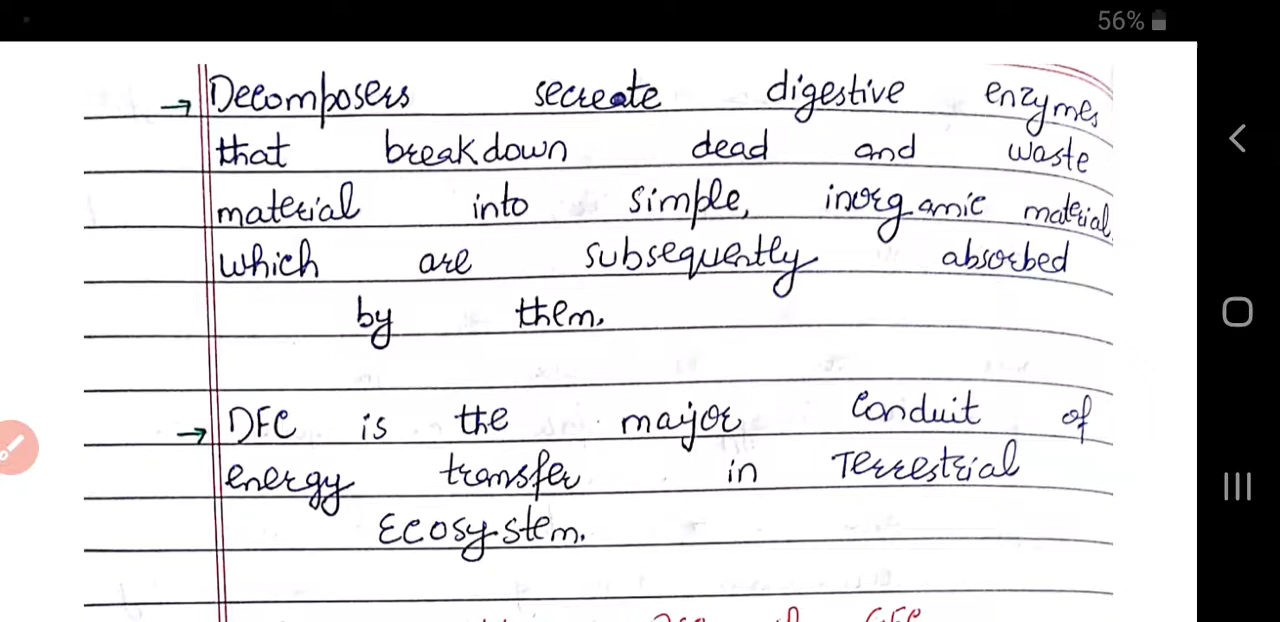 56%
→ Decomposers secreate digestive enzymes
that breakdown dead and waste
material into simple, inorganic material,
which are subsequently absorbed
by them.
→ DFC is the major conduit of
energy transfer in Terrestrial
Ecosystem.